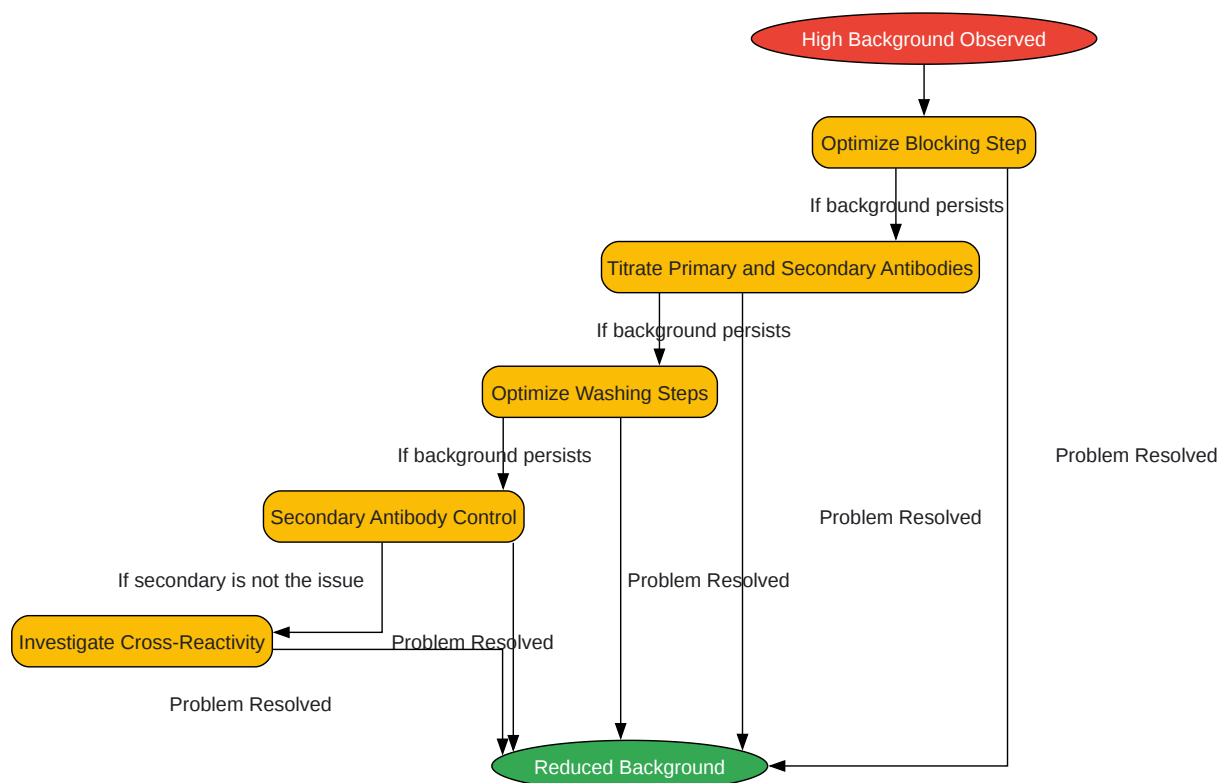 High Background Observed
Optimize Blocking Step
If background persists
Titrate Primary and Secondary Antibodies
If background persists
Optimize Washing Steps
If background persists
Problem Resolved
Secondary Antibody Control
Problem Resolved
If secondary is not the issue
Problem Resolved
Investigate Cross-Reactivity
Problem Resolved
Problem Resolved
Reduced Background